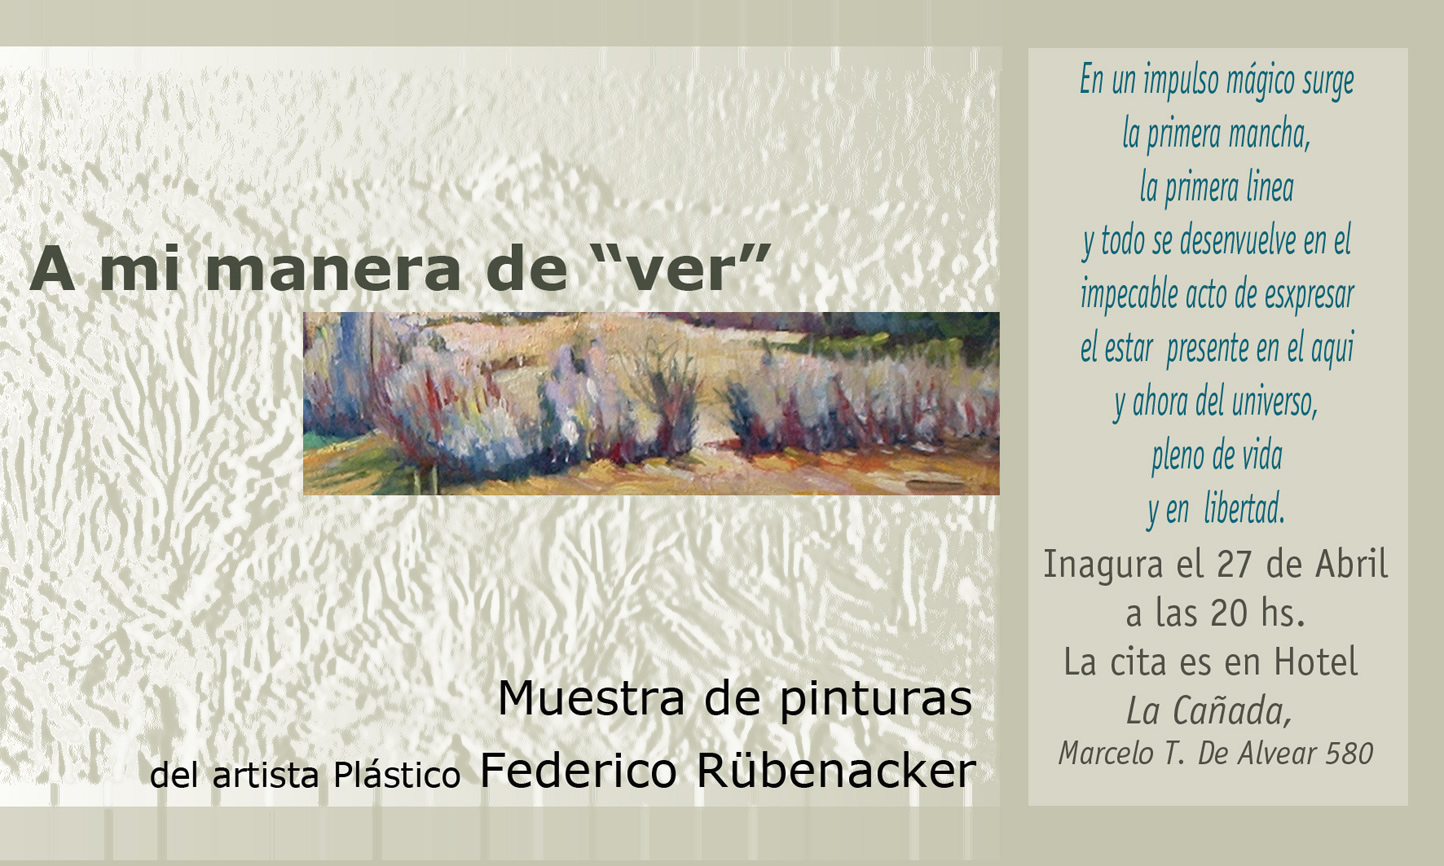 A mi manera de “ver”
Muestra de pinturas
del artista Plástico Federico Rübenacker
En un impulso mágico surge
la primera mancha,
la primera linea
y todo se desenvuelve en el
impecable acto de esxpresar
el estar presente en el aqui
y ahora del universo,
pleno de vida
y en libertad.
Inagura el 27 de Abril
a las 20 hs.
La cita es en Hotel
La Cañada,
Marcelo T. De Alvear 580